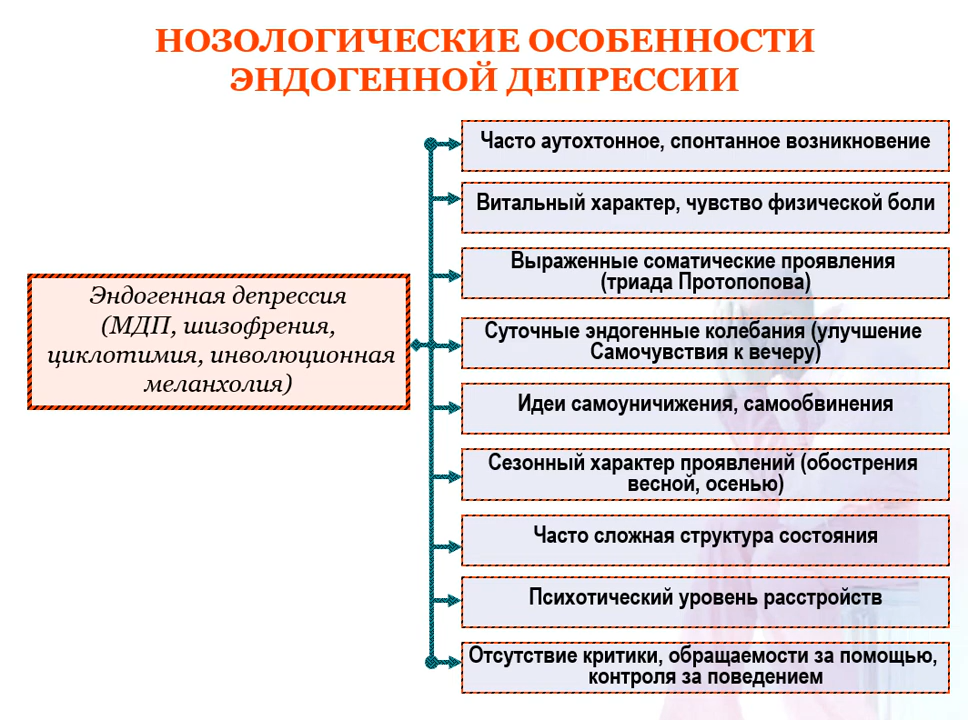 НОЗОЛОГИЧЕСКИЕ ОСОБЕННОСТИ
ЭНДОГЕННОЙ ДЕПРЕССИИ
Эндогенная депрессия
(МДП, шизофрения,
циклотимия, инволюционная
меланхолия)
Часто аутохтонное, спонтанное возникновение
Витальный характер, чувство физической боли
Выраженные соматические проявления
(триада Протопопова)
Суточные эндогенные колебания (улучшение
Самочувствия к вечеру)
Идеи самоуничижения, самообвинения
Сезонный характер проявлений (обострения
весной, осенью)
Часто сложная структура состояния
Психотический уровень расстройств
Отсутствие критики, обращаемости за помощью,
контроля за поведением